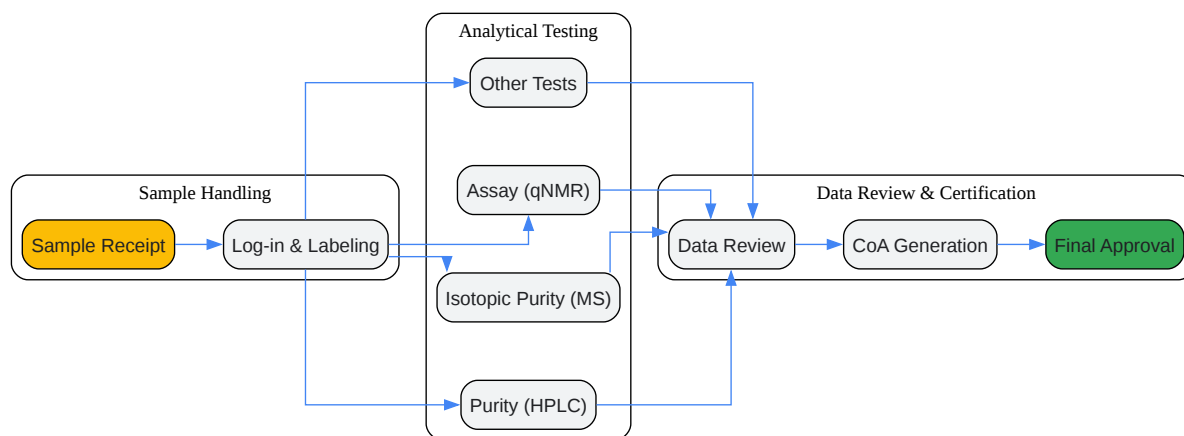 Analytical Testing
Other Tests
Assay (qNMR)
Isotopic Purity (MS)
Purity (HPLC)
Sample Handling
Sample Receipt
Log-in & Labeling
Data Review & Certification
Data Review
CoA Generation
Final Approval